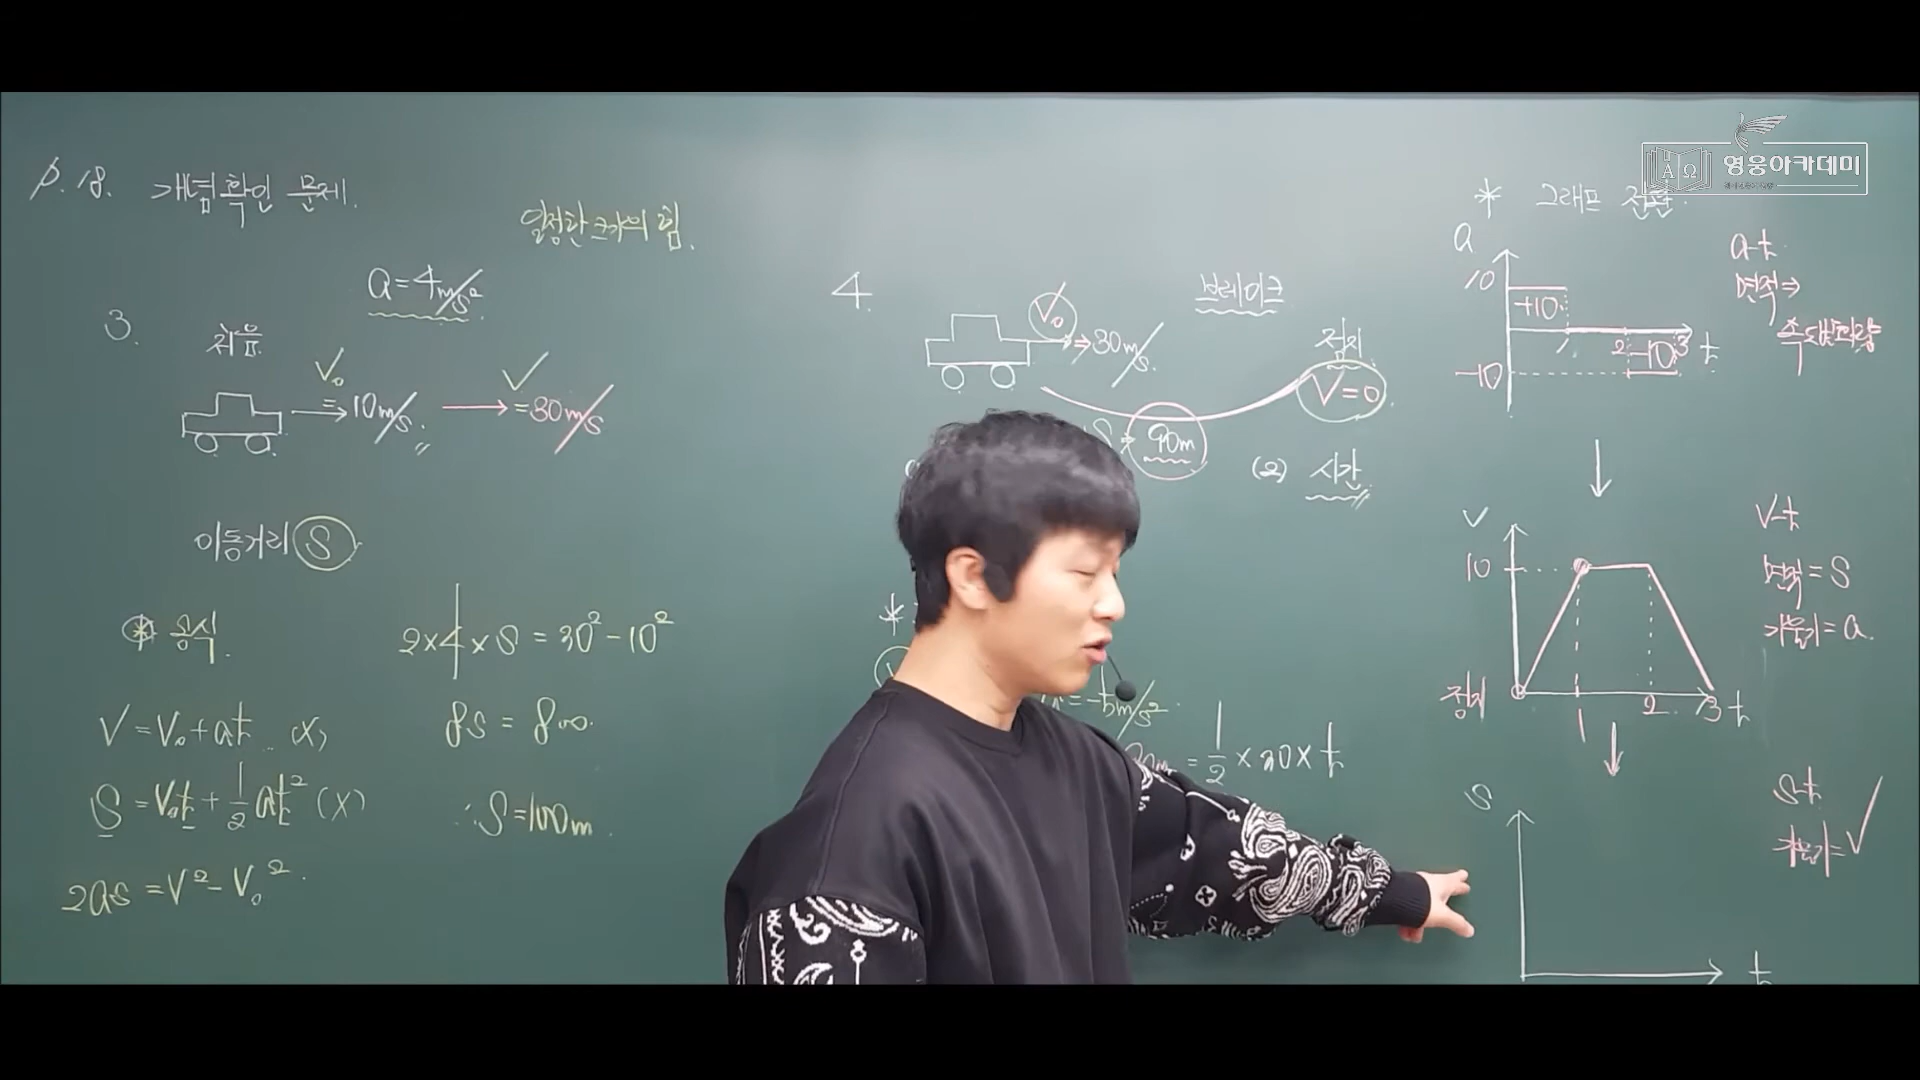 p.18. 개념확인 문제.
일정한 크기의 힘.
3.
a=4m/s²
처음
V₀
= 10m/s.
V
=30m/s
이동거리 S
* 공식.
V=V₀+at (x)
S=V₀t+½at² (x)
2as=V²-V₀²
2×4×S=30²-10²
8S=800.
∴S=100m.
4.
브레이크
V₀
30m/s
정지
V=0
S= 90m
(2) 시간
*
=-5m/s²
=½×30×t
영웅아카데미
* 그래프 전환.
a
10
+10
1
2
-10
3
t
-10
a-t
면적⇒
속도변화량
V
10
정지
1
2
3
t
V-t
면적=S
기울기=a.
S
t
S-t
기울기=V